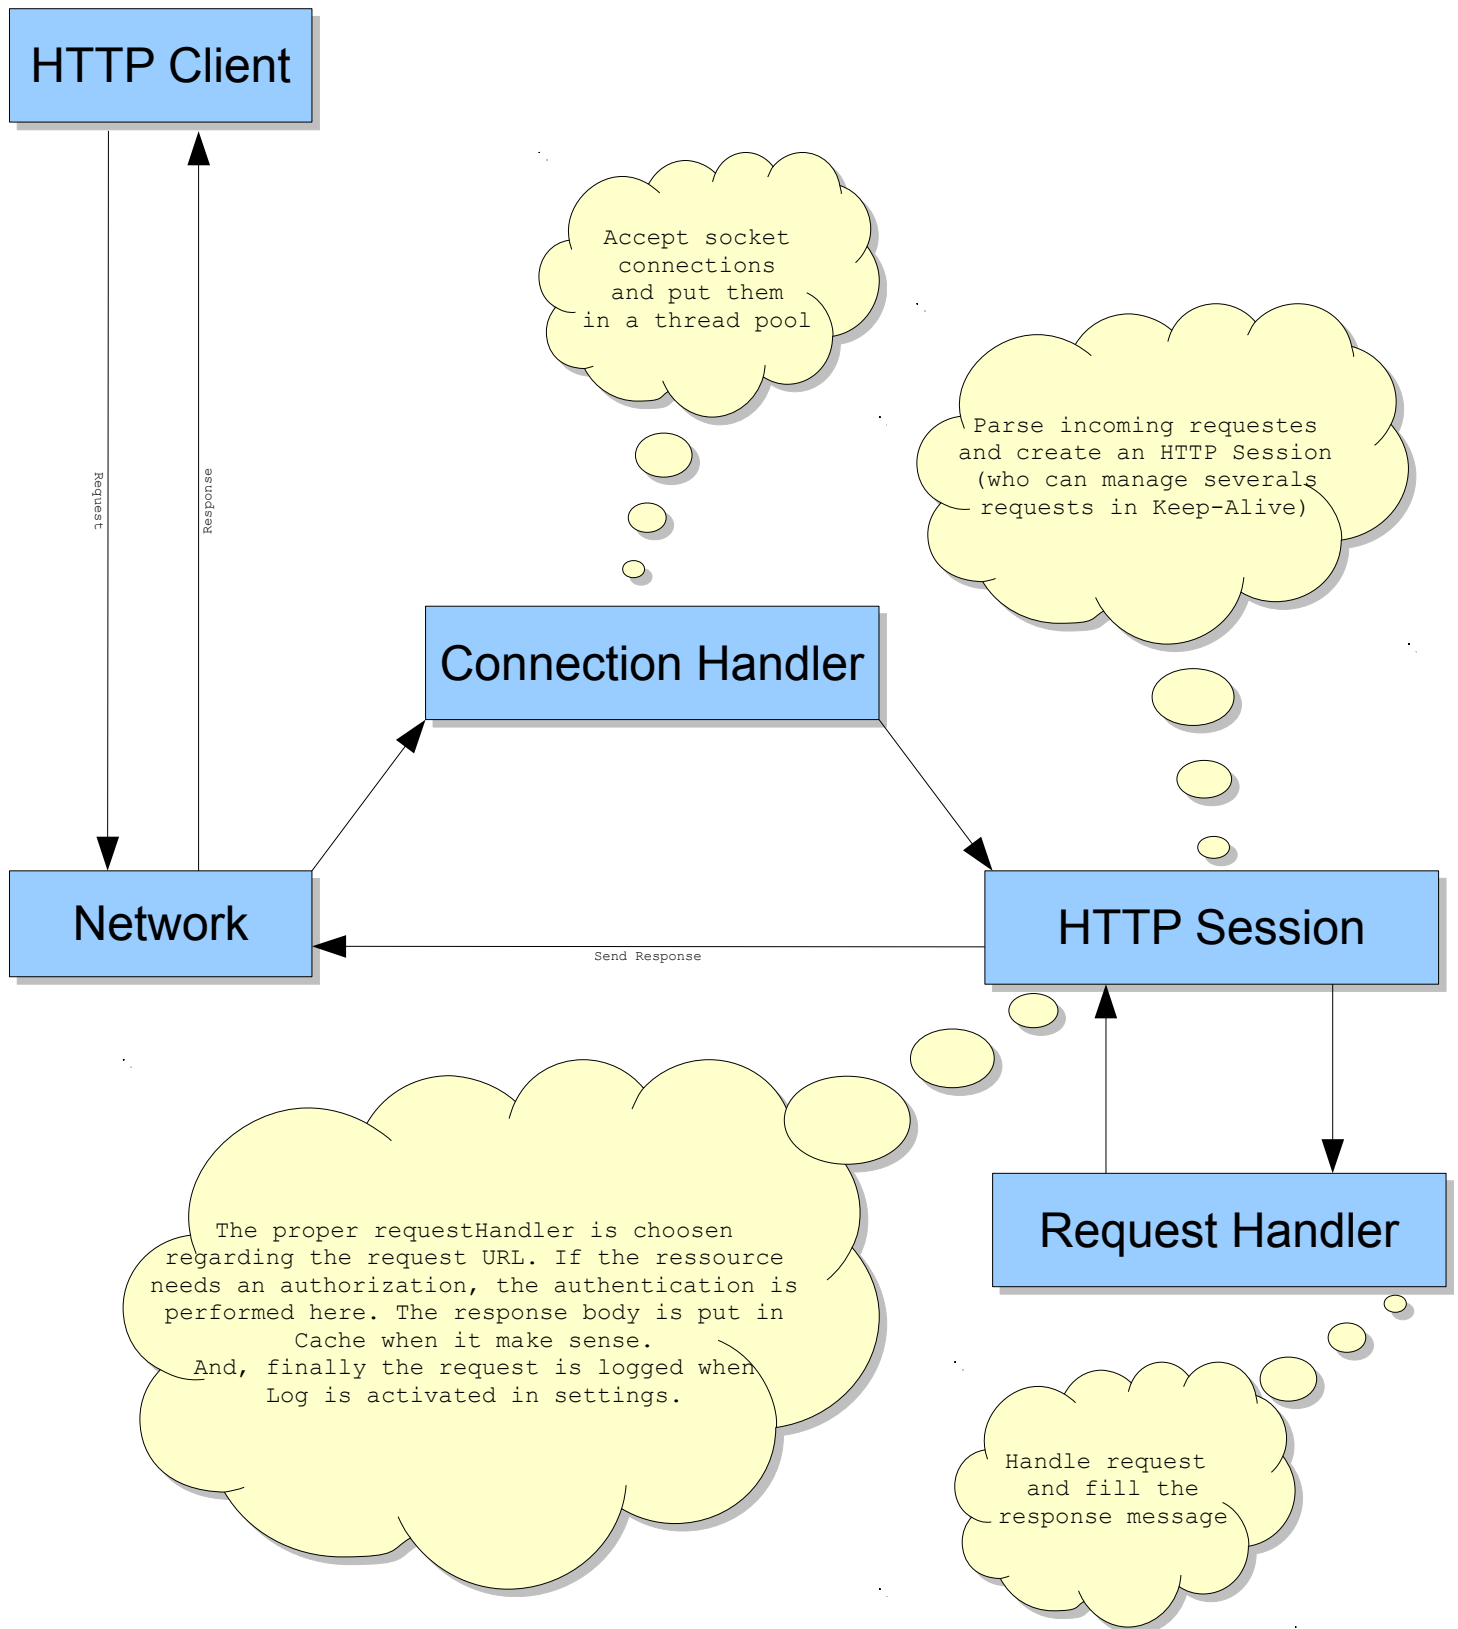 HTTP Client
Accept socket
connections
and put them
in a thread pool
Parse incoming requestes
and create an HTTP Session
(who can manage severals
requests in Keep-Alive)
Request
Response
Connection Handler
Network
HTTP Session
Send Response
The proper requestHandler is choosen
regarding the request URL. If the ressource
needs an authorization, the authentication is
performed here. The response body is put in
Cache when it make sense.
And, finally the request is logged when
Log is activated in settings.
Request Handler
Handle request
and fill the
response message